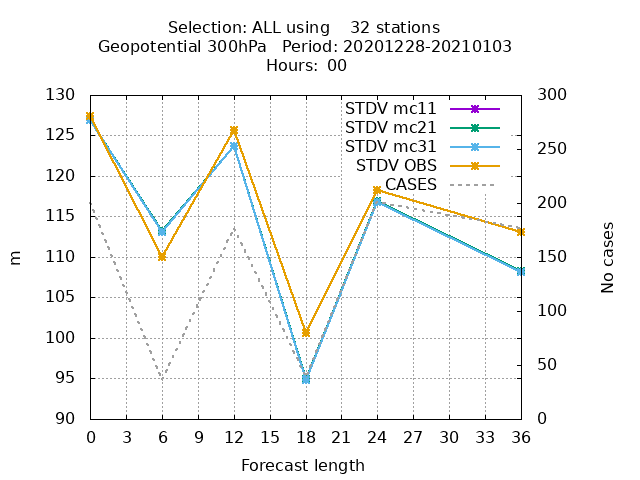 Selection: ALL using    32 stations
Geopotential 300hPa   Period: 20201228-20210103
Hours:  00
STDV mc11
STDV mc21
STDV mc31
STDV OBS
CASES
130
125
120
115
110
105
100
95
90
m
300
250
200
150
100
50
0
No cases
0 3 6 9 12 15 18 21 24 27 30 33 36
Forecast length